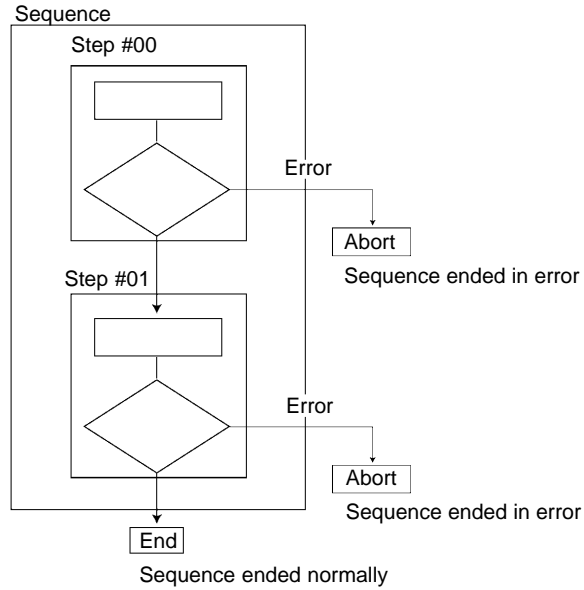 Sequence
Step #00
Error
Abort
Sequence ended in error
Step #01
Error
Abort
Sequence ended in error
End
Sequence ended normally